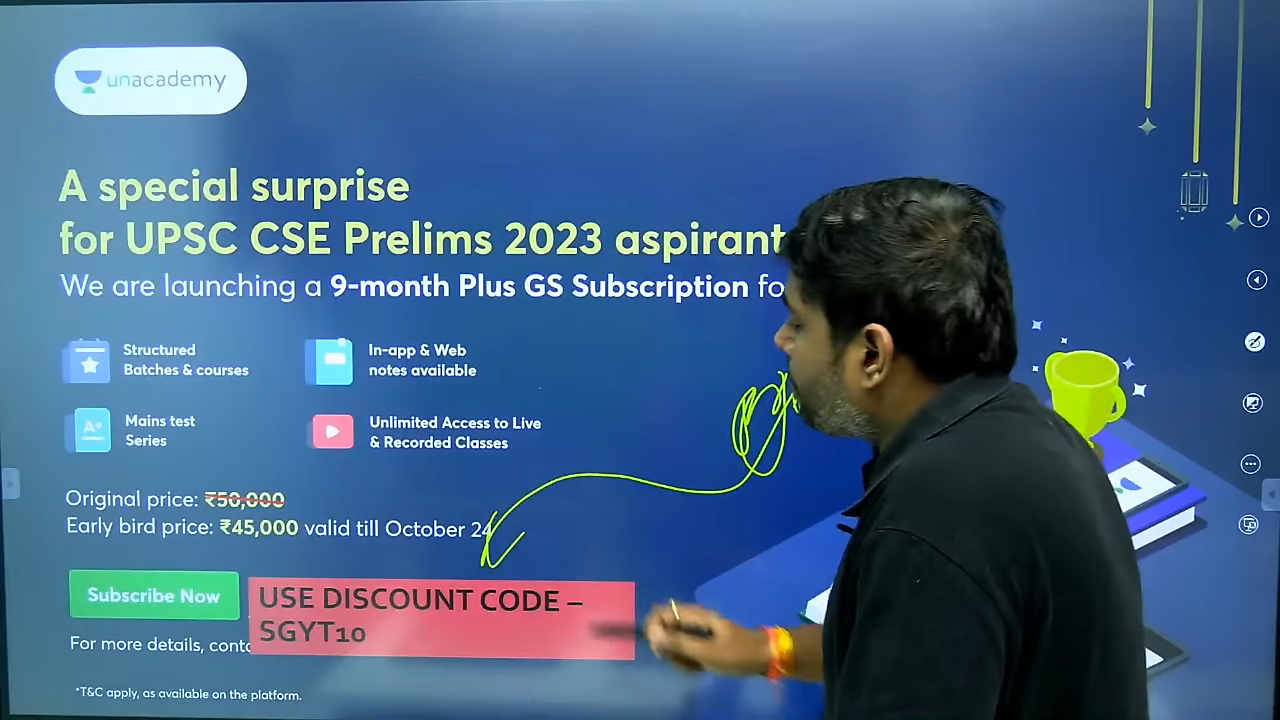 unacademy
A special surprise
for UPSC CSE Prelims 2023 aspirant
We are launching a 9-month Plus GS Subscription fo
Structured
Batches & courses
In-app & Web
notes available
A+
Mains test
Series
Unlimited Access to Live
& Recorded Classes
Original price: ₹50,000
Early bird price: ₹45,000 valid till October 24
Subscribe Now
USE DISCOUNT CODE –
SGYT10
For more details, conta
*T&C apply, as available on the platform.